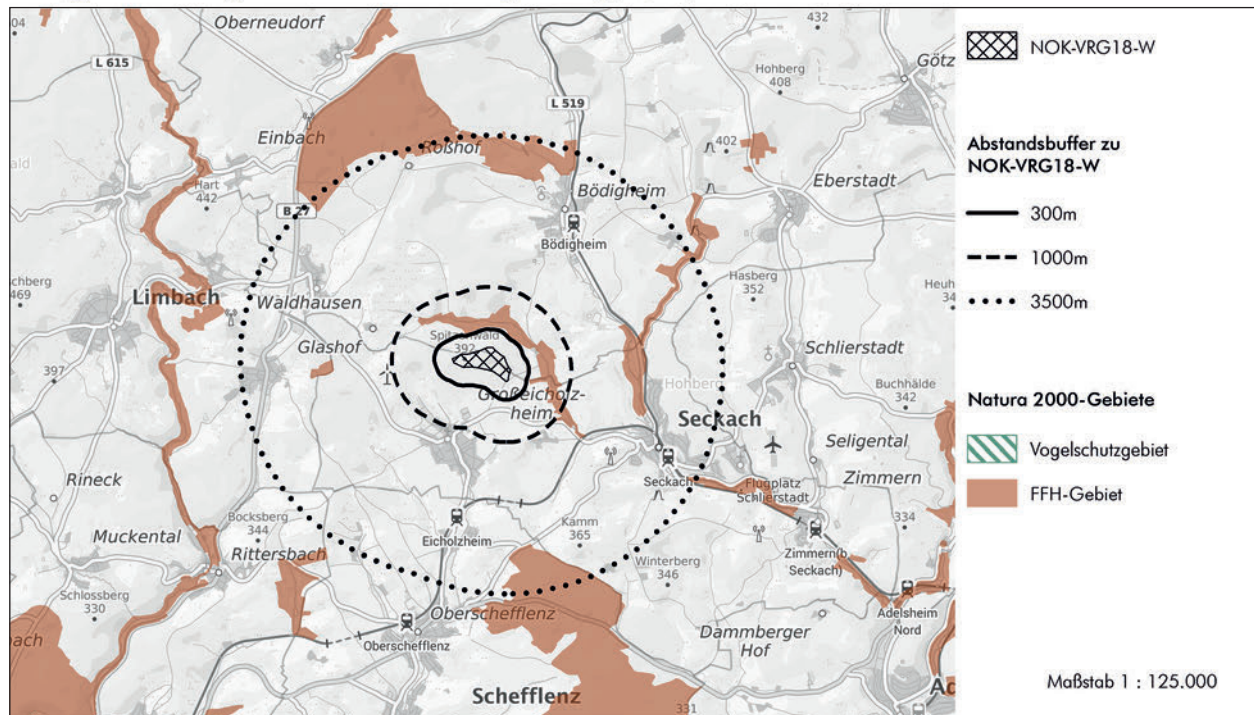 04
Oberneudorf
L 615
Hohberg
408
432
Götz
L 519
Einbach
Roßhof
402
Eberstadt
Hart
442
B 27
Bödigheim
Bödigheim
Hasberg
352
469
Limbach
Waldhausen
Glashof
392
Schlierstadt
397
Großeicholz-
heim
Hohberg
Buchhälde
342
Seckach
Seligental
Rineck
Seckach
Flugplatz
Schlierstadt
Zimmern
Bocksberg
344
Kamm
365
334
Muckental
Eicholzheim
Rittersbach
Winterberg
346
Zimmern(b
Seckach)
Schlossberg
330
Oberschefflenz
Adelsheim
Nord
bach
Oberschefflenz
Dammberger
Hof
Schefflenz
331
NOK-VRG18-W
Abstandsbuffer zu
NOK-VRG18-W
300m
1000m
3500m
Natura 2000-Gebiete
Vogelschutzgebiet
FFH-Gebiet
Maßstab 1 : 125.000